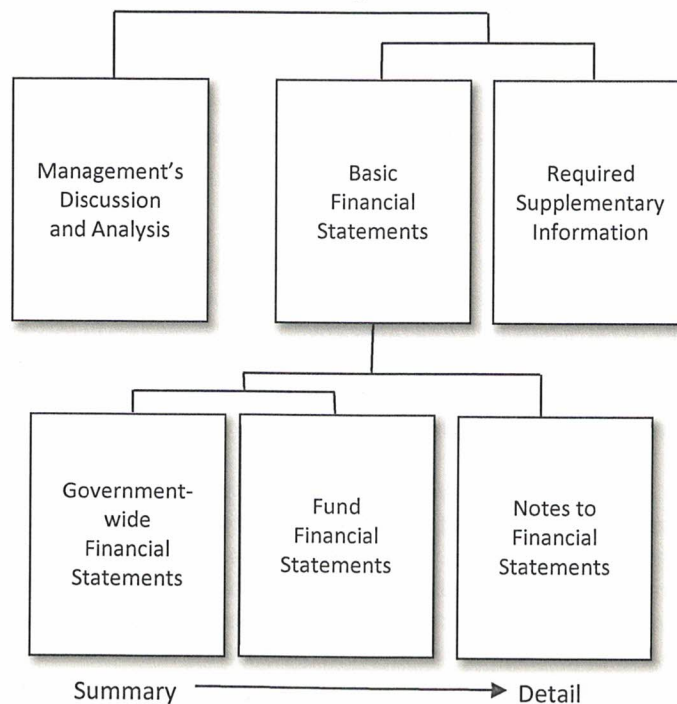 Management's
Discussion
and Analysis
Basic
Financial
Statements
Required
Supplementary
Information
Government-
wide
Financial
Statements
Fund
Financial
Statements
Notes to
Financial
Statements
Summary
Detail